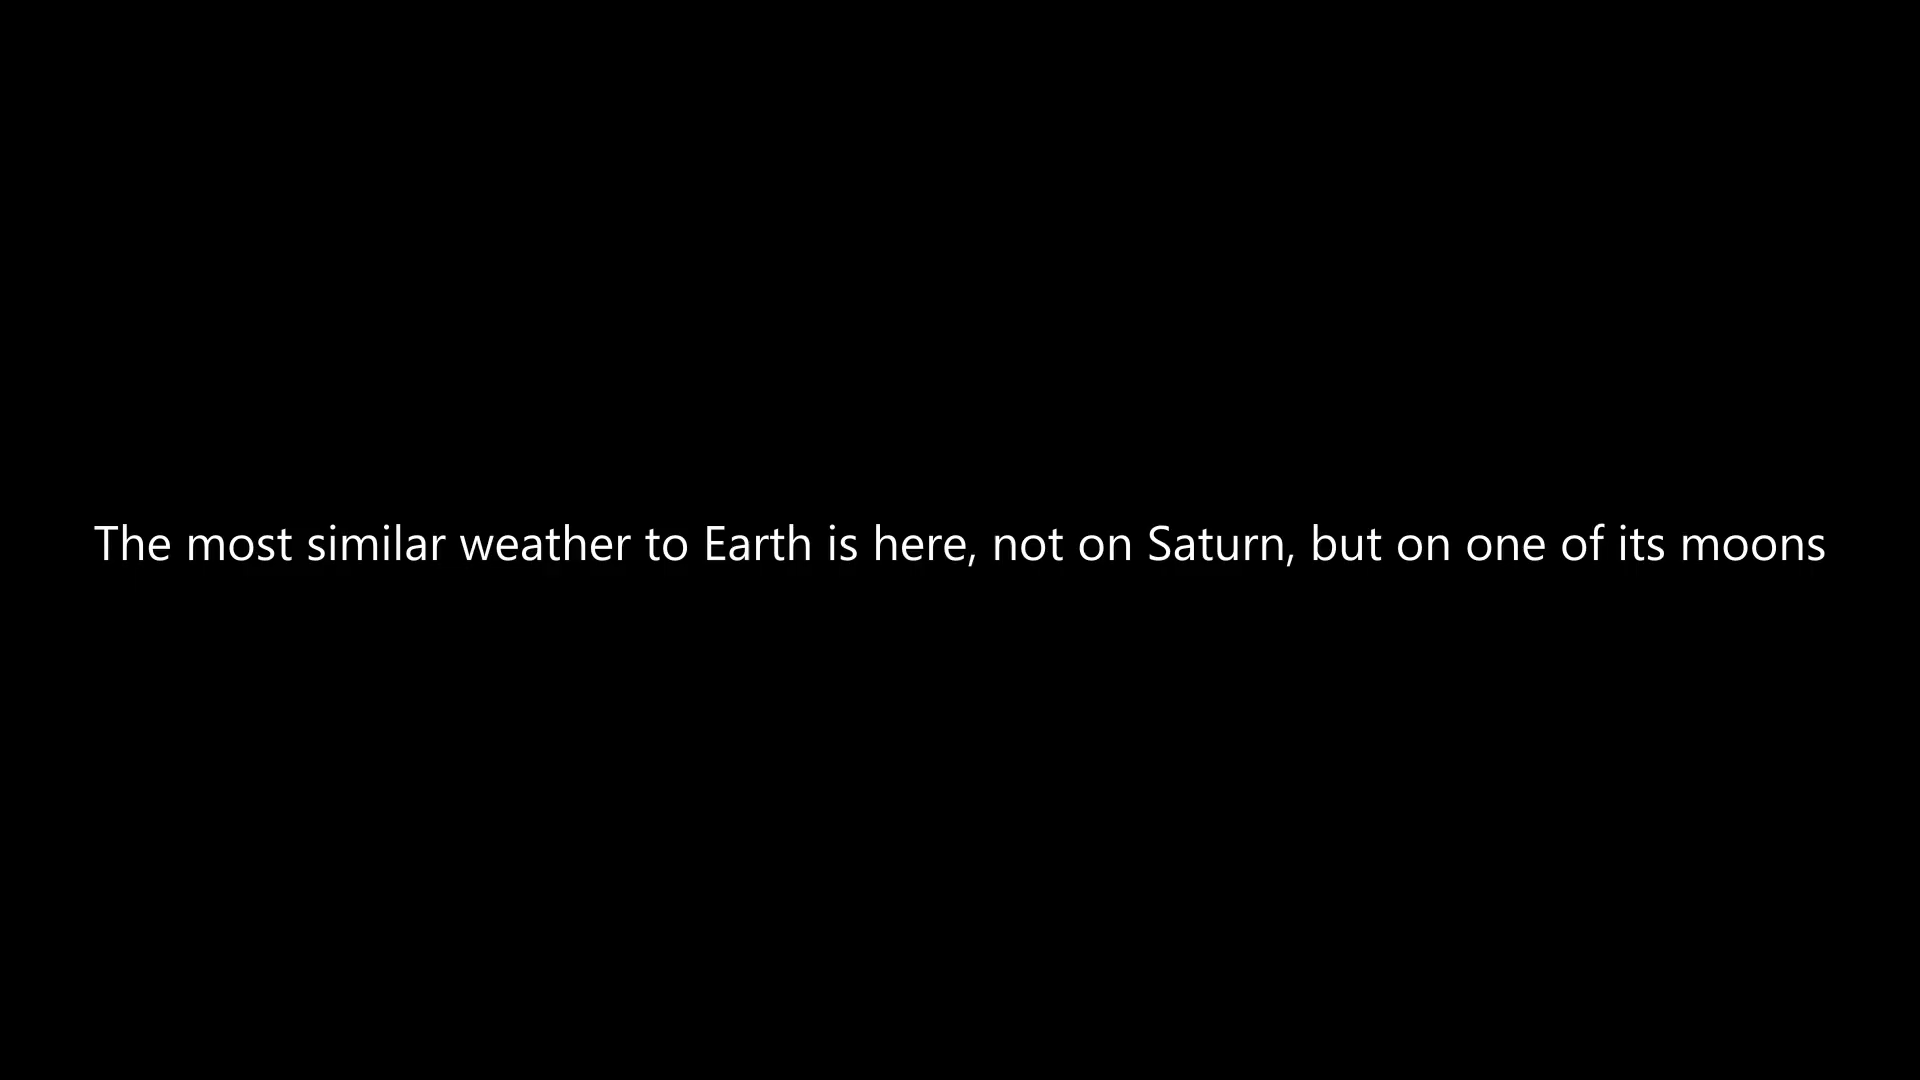 The most similar weather to Earth is here, not on Saturn, but on one of its moons